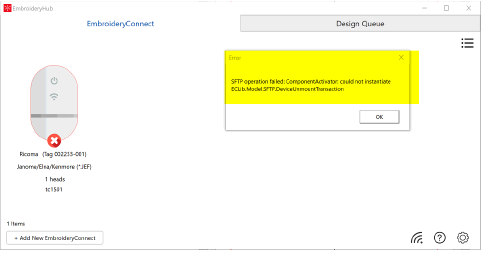 EmbroideryHub
EmbroideryConnect
Design Queue
Error
SFTP operation failed: ComponentActivator: could not instantiate
ECLib.Model.SFTP.DeviceUnmountTransaction
OK
Ricoma (Tag 002233-001)
Janome/Elna/Kenmore (*.JEF)
1 heads
tc1501
1 Items
+ Add New EmbroideryConnect